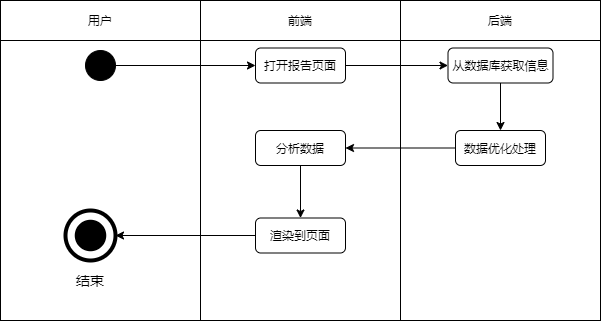 用户
前端
后端
打开报告页面
从数据库获取信息
分析数据
数据优化处理
渲染到页面
结束